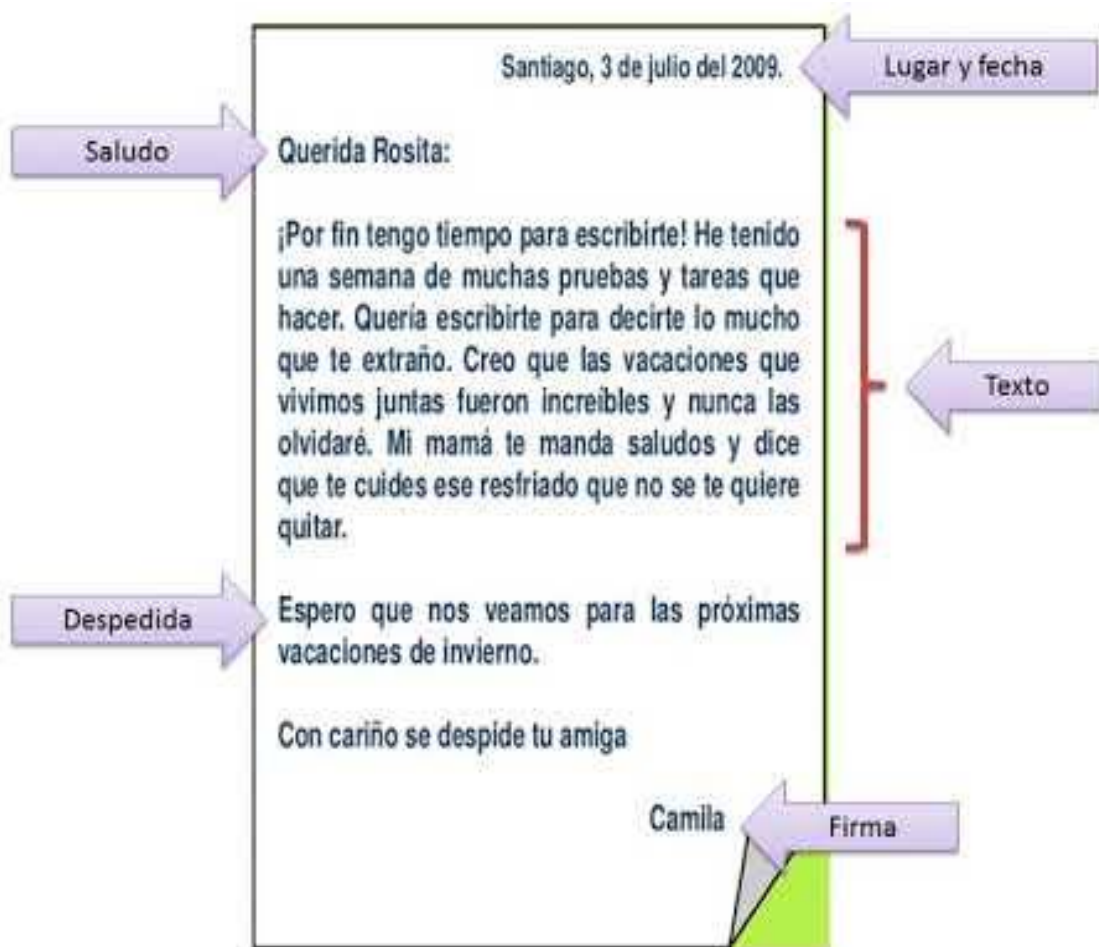 Santiago, 3 de julio del 2009.
Lugar y fecha
Saludo
Querida Rosita:
¡Por fin tengo tiempo para escribirte! He tenido
una semana de muchas pruebas y tareas que
hacer. Quería escribirte para decirte lo mucho
que te extraño. Creo que las vacaciones que
vivimos juntas fueron increíbles y nunca las
olvidaré. Mi mamá te manda saludos y dice
que te cuides ese resfriado que no se te quiere
quitar.
Texto
Despedida
Espero que nos veamos para las próximas
vacaciones de invierno.
Con cariño se despide tu amiga
Camila
Firma